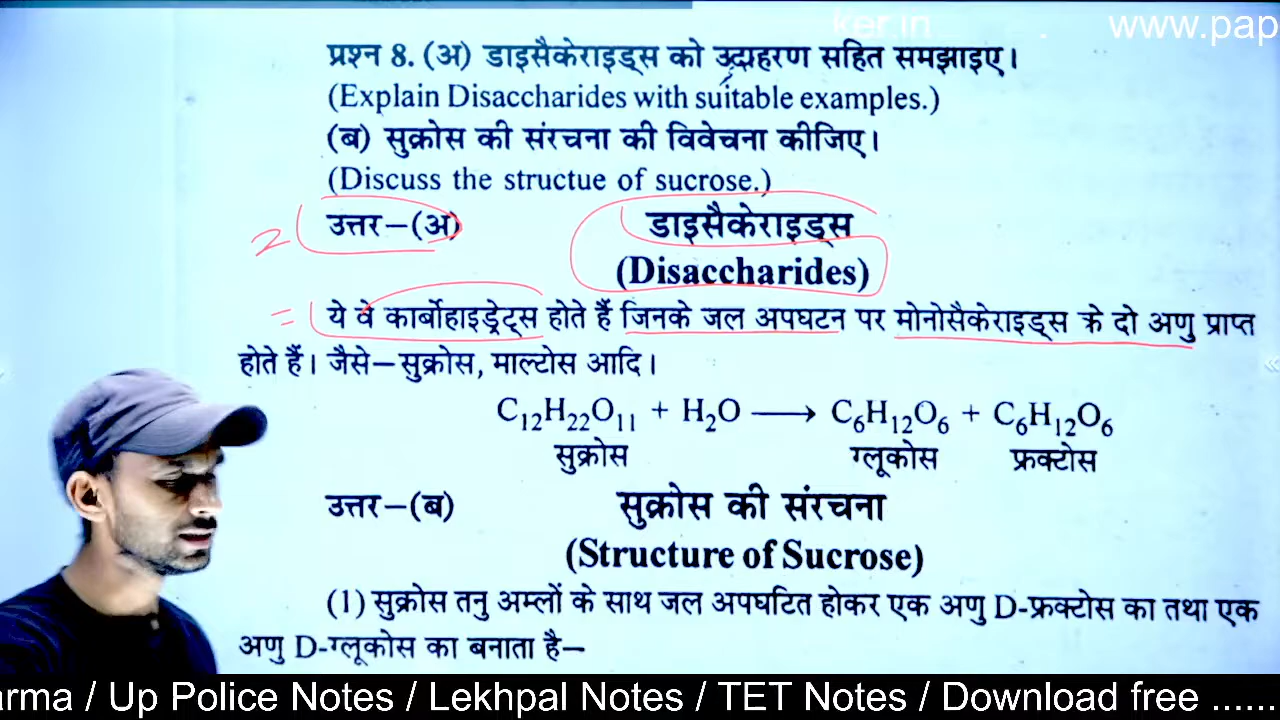 ker.in www.pap
प्रश्न 8. (अ) डाइसैकेराइड्स को उदाहरण सहित समझाइए।
(Explain Disaccharides with suitable examples.)
(ब) सुक्रोस की संरचना की विवेचना कीजिए।
(Discuss the structue of sucrose.)
उत्तर–(अ) डाइसैकेराइड्स
(Disaccharides)
ये वे कार्बोहाइड्रेट्स होते हैं जिनके जल अपघटन पर मोनोसैकेराइड्स के दो अणु प्राप्त
होते हैं। जैसे–सुक्रोस, माल्टोस आदि।
C₁₂H₂₂O₁₁ + H₂O ⟶ C₆H₁₂O₆ + C₆H₁₂O₆
सुक्रोस ग्लूकोस फ्रक्टोस
उत्तर–(ब) सुक्रोस की संरचना
(Structure of Sucrose)
(1) सुक्रोस तनु अम्लों के साथ जल अपघटित होकर एक अणु D-फ्रक्टोस का तथा एक
अणु D-ग्लूकोस का बनाता है–
arma / Up Police Notes / Lekhpal Notes / TET Notes / Download free ......